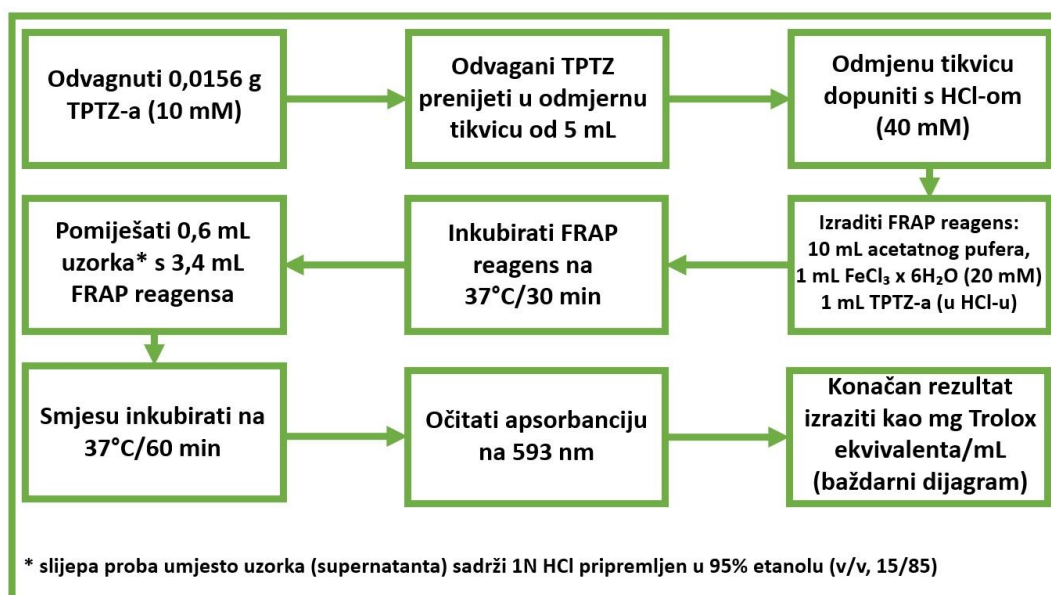 Odvagnuti 0,0156 g
TPTZ-a (10 mM)
Odvagani TPTZ
prenijeti u odmjernu
tikvicu od 5 mL
Odmjenu tikvicu
dopuniti s HCl-om
(40 mM)
Izraditi FRAP reagens:
10 mL acetatnog pufera,
1 mL FeCl₃ x 6H₂O (20 mM)
1 mL TPTZ-a (u HCl-u)
Inkubirati FRAP
reagens na
37°C/30 min
Pomiješati 0,6 mL
uzorka* s 3,4 mL
FRAP reagensa
Smjesu inkubirati na
37°C/60 min
Očitati apsorbanciju
na 593 nm
Konačan rezultat
izraziti kao mg Trolox
ekvivalenta/mL
(baždarni dijagram)
* slijepa proba umjesto uzorka (supernatanta) sadrži 1N HCl pripremljen u 95% etanolu (v/v, 15/85)